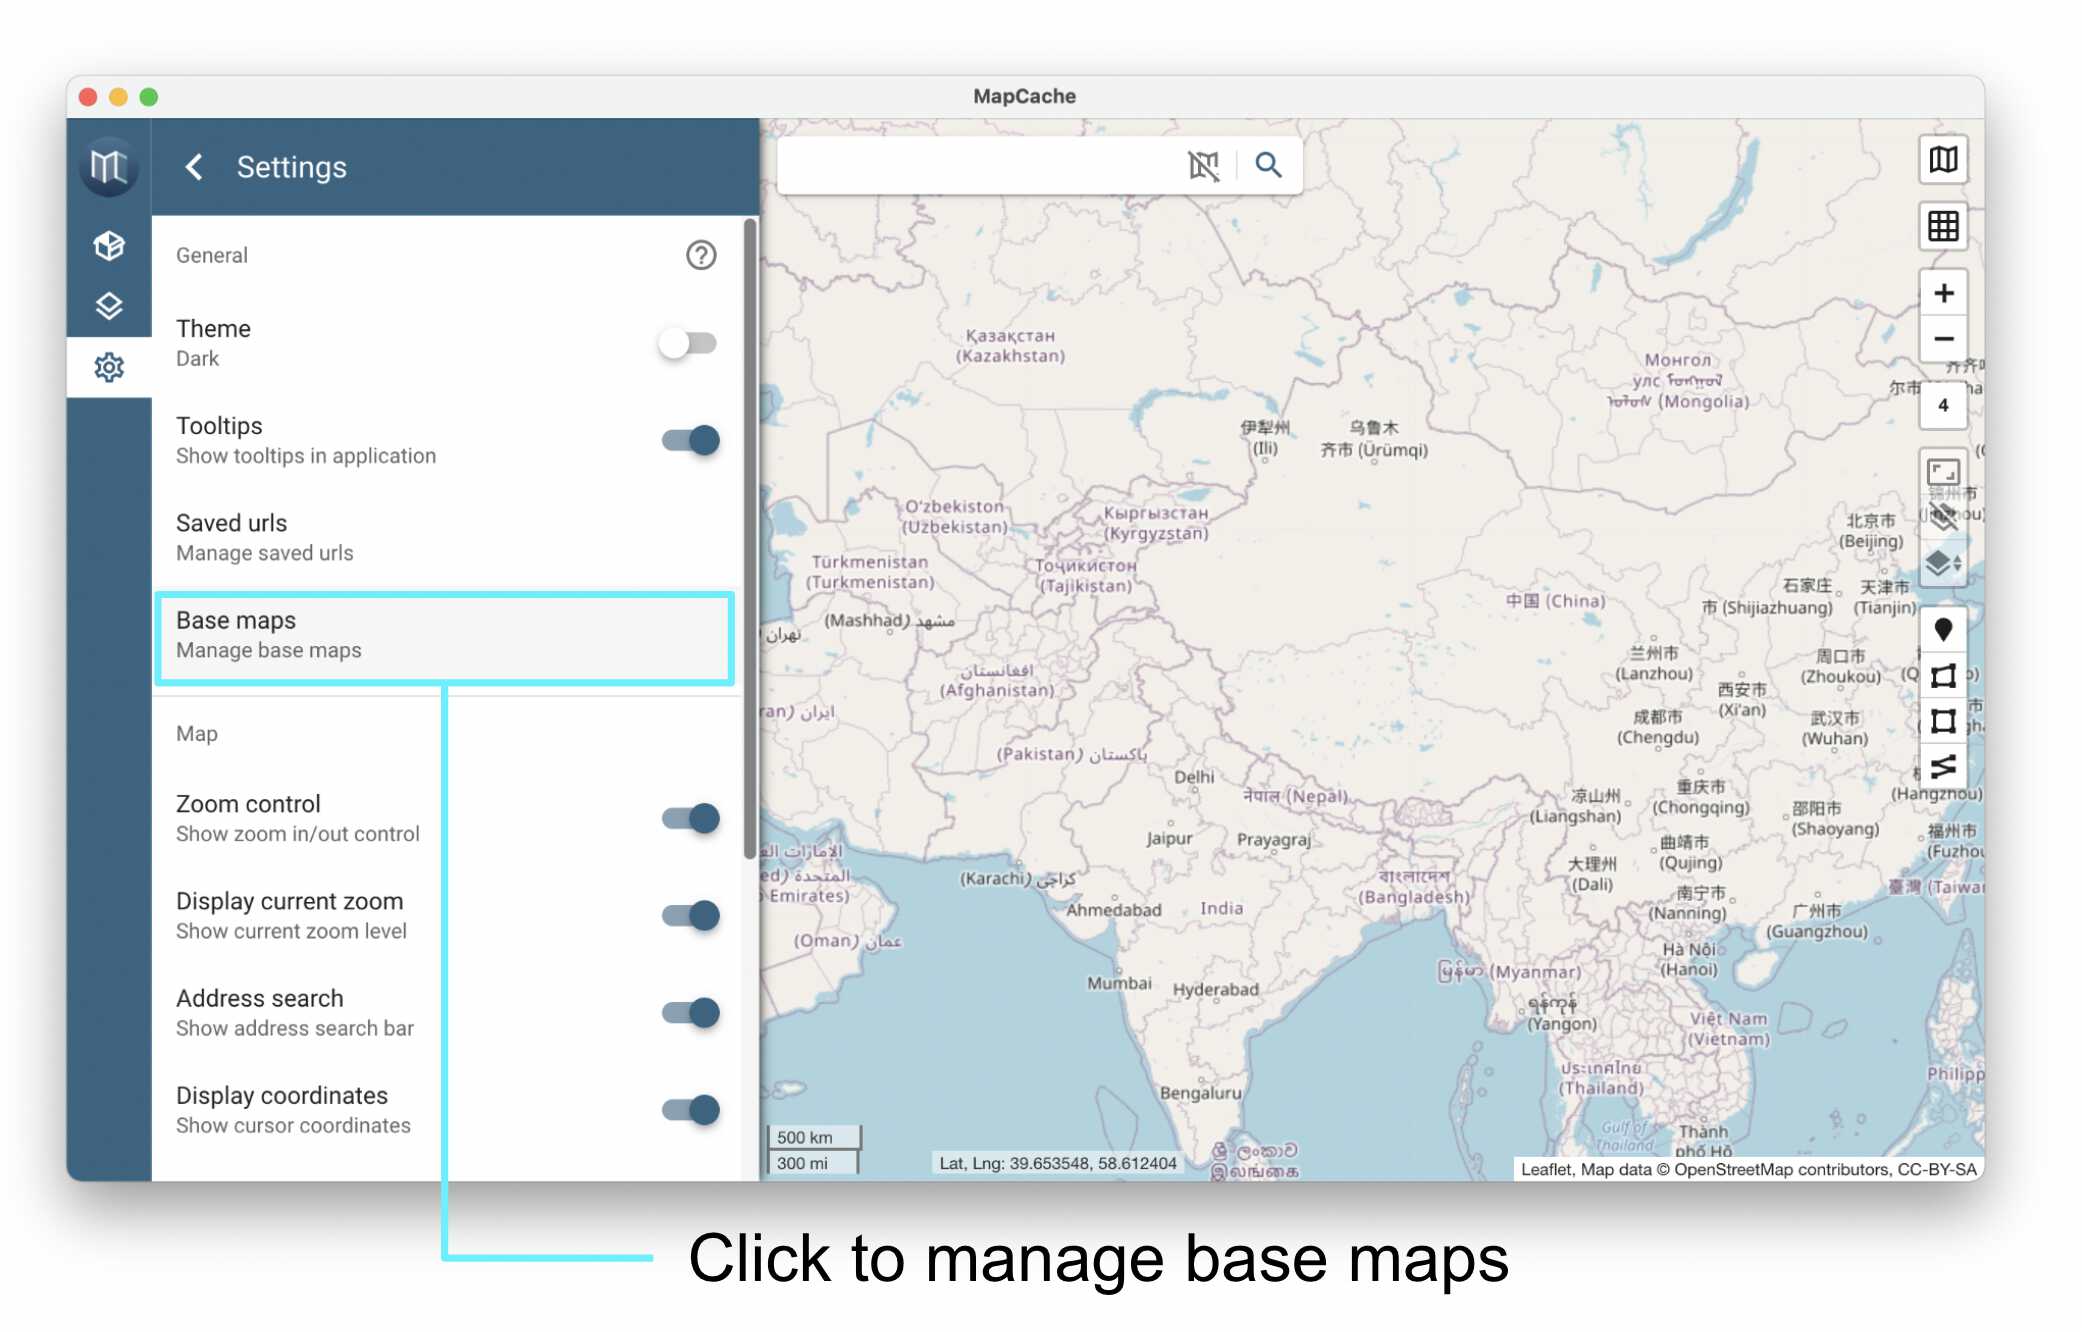 MapCache
Settings
General
Theme
Dark
Tooltips
Show tooltips in application
Saved urls
Manage saved urls
Base maps
Manage base maps
Map
Zoom control
Show zoom in/out control
Display current zoom
Show current zoom level
Address search
Show address search bar
Display coordinates
Show cursor coordinates
4
Қазақстан
(Kazakhstan)
Монгол
улс
(Mongolia)
伊犁州
(Ili)
乌鲁木
齐市 (Ürümqi)
Oʻzbekiston
(Uzbekistan)
Кыргызстан
(Kyrgyzstan)
Türkmenistan
(Turkmenistan)
Тоҷикистон
(Tajikistan)
北京市
(Beijing)
锦州市
石家庄
市 (Shijiazhuang)
天津市
(Tianjin)
中国 (China)
مشهد (Mashhad)
تهران
افغانستان
(Afghanistan)
ایران
پاکستان (Pakistan)
兰州市
(Lanzhou)
周口市
(Zhoukou)
西安市
(Xi'an)
成都市
(Chengdu)
武汉市
(Wuhan)
Delhi
नेपाल (Nepal)
重庆市
(Chongqing)
凉山州
(Liangshan)
邵阳市
(Shaoyang)
(Hangzhou)
Jaipur
Prayagraj
曲靖市
(Qujing)
福州市
大理州
(Dali)
کراچی (Karachi)
বাংলাদেশ
(Bangladesh)
南宁市
(Nanning)
臺灣
广州市
(Guangzhou)
الإمارات
المتحدة
Emirates)
Ahmedabad
India
عمان (Oman)
Hà Nội
(Hanoi)
မြန်မာ (Myanmar)
Mumbai
Hyderabad
ရန်ကုန်
(Yangon)
Việt Nam
(Vietnam)
ประเทศไทย
(Thailand)
Bengaluru
Gulf of
Thailand
Thành
phố Hồ
ශ්‍රී ලංකාව
இலங்கை
500 km
300 mi
Lat, Lng: 39.653548, 58.612404
Leaflet, Map data © OpenStreetMap contributors, CC-BY-SA
Click to manage base maps